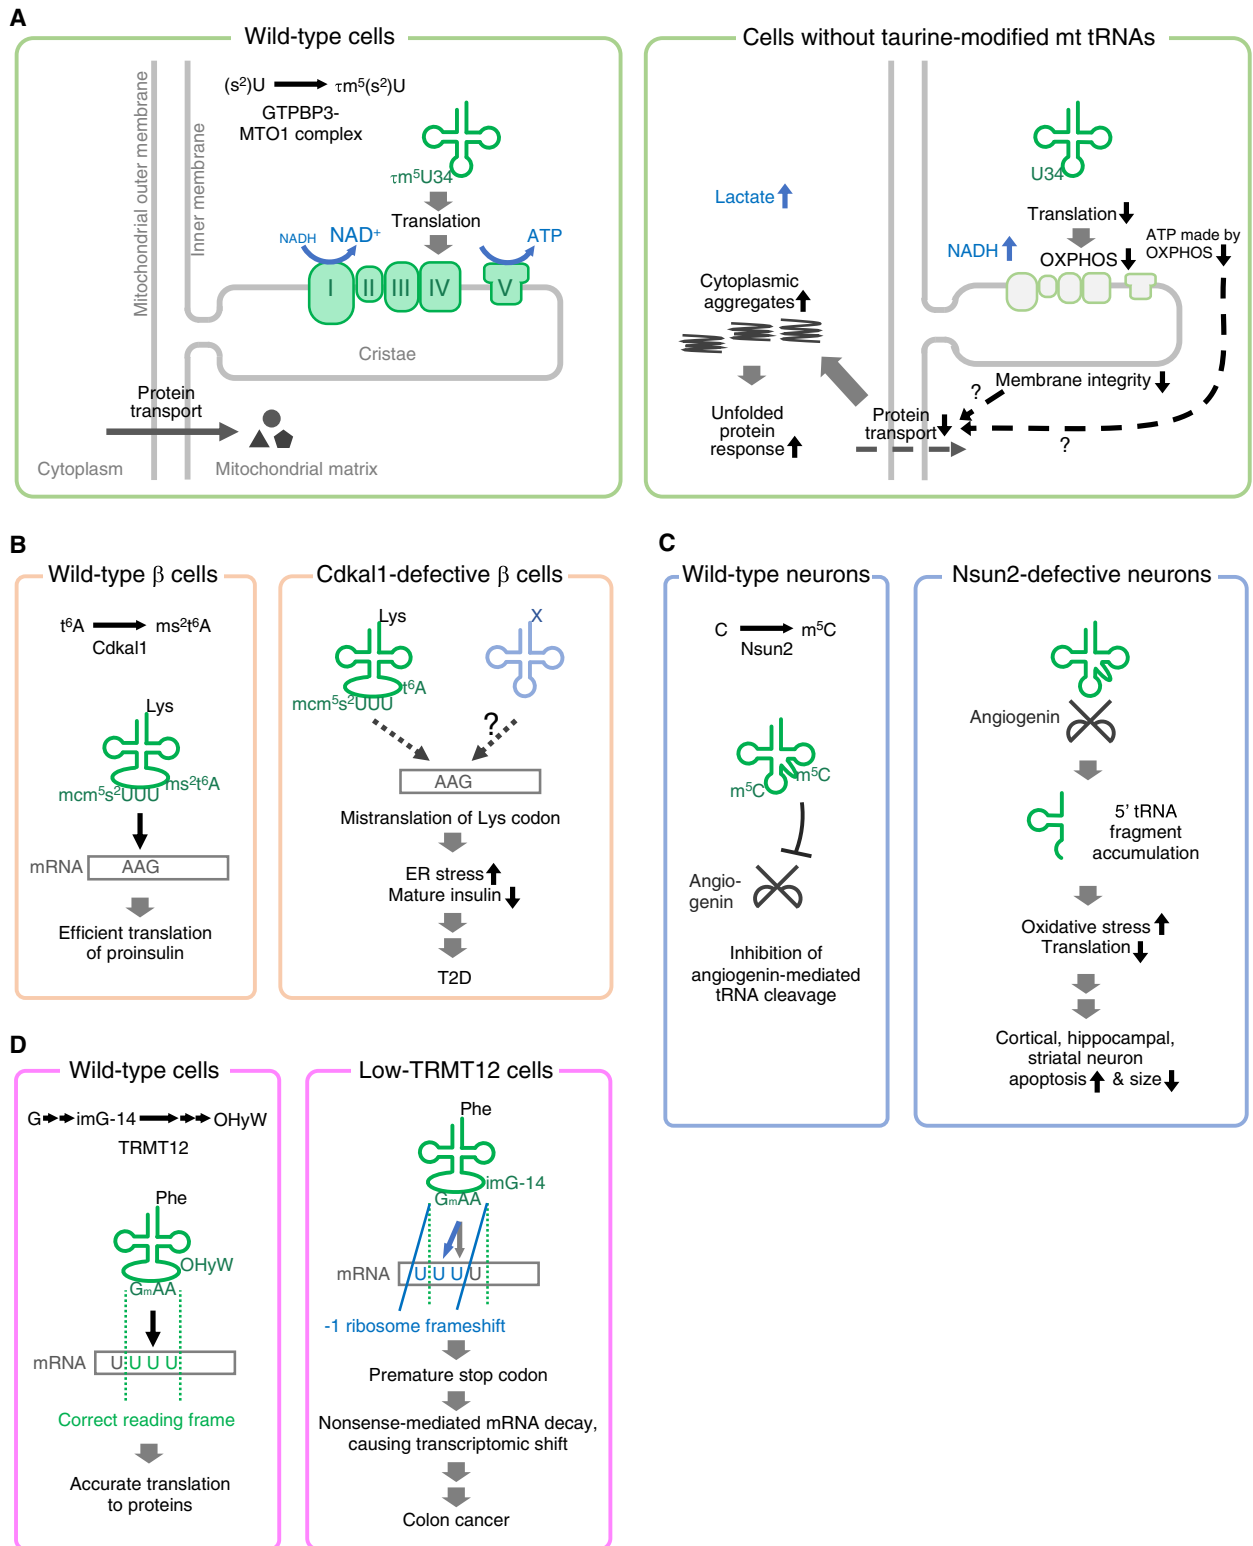 A
Wild-type cells
(s²)U τm⁵(s²)U
GTPBP3-
MTO1 complex
Mitochondrial outer membrane
Inner membrane
τm⁵U34
Translation
NADH NAD⁺ ATP
I II III IV V
Cristae
Protein
transport
Cytoplasm Mitochondrial matrix
Cells without taurine-modified mt tRNAs
U34
Lactate
Translation
ATP made by
OXPHOS
NADH
OXPHOS
Cytoplasmic
aggregates
Membrane integrity
?
Unfolded
protein
response
Protein
transport
?
B
Wild-type β cells
t⁶A ms²t⁶A
Cdkal1
Lys
ms²t⁶A
mcm⁵s²UUU
mRNA AAG
Efficient translation
of proinsulin
Cdkal1-defective β cells
Lys X
t⁶A
mcm⁵s²UUU
?
AAG
Mistranslation of Lys codon
ER stress
Mature insulin
T2D
C
Wild-type neurons
C m⁵C
Nsun2
m⁵C
m⁵C
Angio-
genin
Inhibition of
angiogenin-mediated
tRNA cleavage
Nsun2-defective neurons
Angiogenin
5' tRNA
fragment
accumulation
Oxidative stress
Translation
Cortical, hippocampal,
striatal neuron
apoptosis & size
D
Wild-type cells
G imG-14 OHyW
TRMT12
Phe
OHyW
GmAA
mRNA U U U U
Correct reading frame
Accurate translation
to proteins
Low-TRMT12 cells
Phe
imG-14
GmAA
mRNA U U U U
-1 ribosome frameshift
Premature stop codon
Nonsense-mediated mRNA decay,
causing transcriptomic shift
Colon cancer